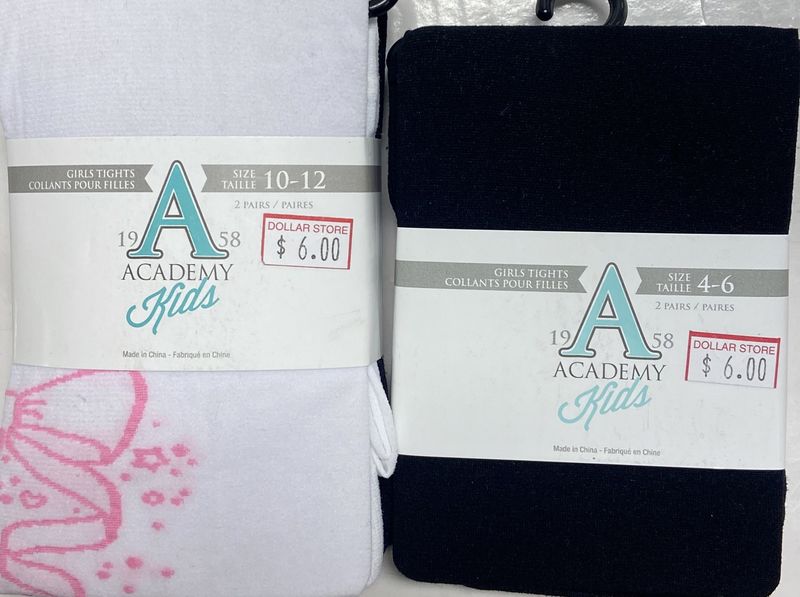 GIRLS TIGHTS
COLLANTS POUR FILLES
SIZE
TAILLE 10-12
2 PAIRS / PAIRES
DOLLAR STORE
$ 6.00
19 A 58
ACADEMY
Kids
Made in China - Fabriqué en Chine
GIRLS TIGHTS
COLLANTS POUR FILLES
SIZE
TAILLE 4-6
2 PAIRS / PAIRES
DOLLAR STORE
$ 6.00
19 A 58
ACADEMY
Kids
Made in China - Fabriqué en Chine